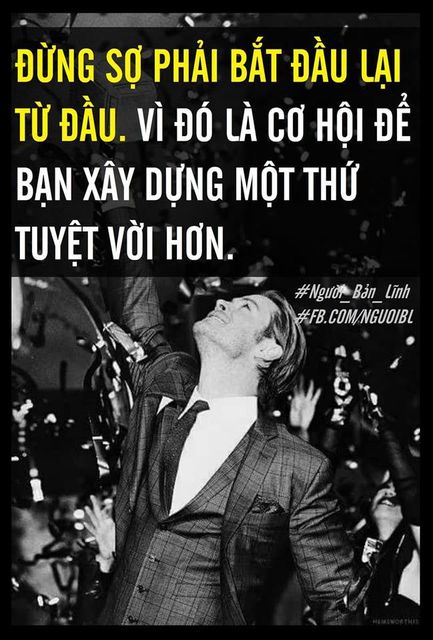 ĐỪNG SỢ PHẢI BẮT ĐẦU LẠI
TỪ ĐẦU. VÌ ĐÓ LÀ CƠ HỘI ĐỂ
BẠN XÂY DỰNG MỘT THỨ
TUYỆT VỜI HƠN.
#Người_Bản_Lĩnh
#FB.COM/NGUOIBL
HEMSWORTHIS